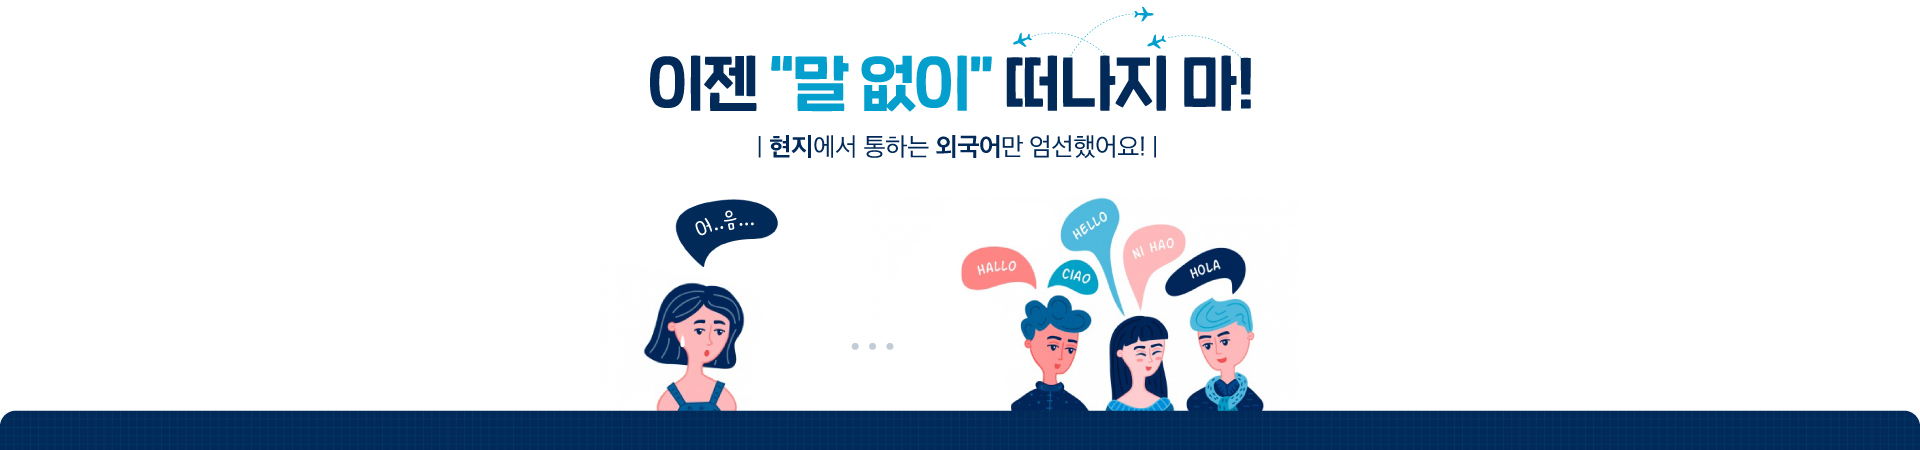 이젠 "말 없이" 떠나지 마!
| 현지에서 통하는 외국어만 엄선했어요! |
어..음...
HELLO
NI HAO
HALLO
CIAO
HOLA